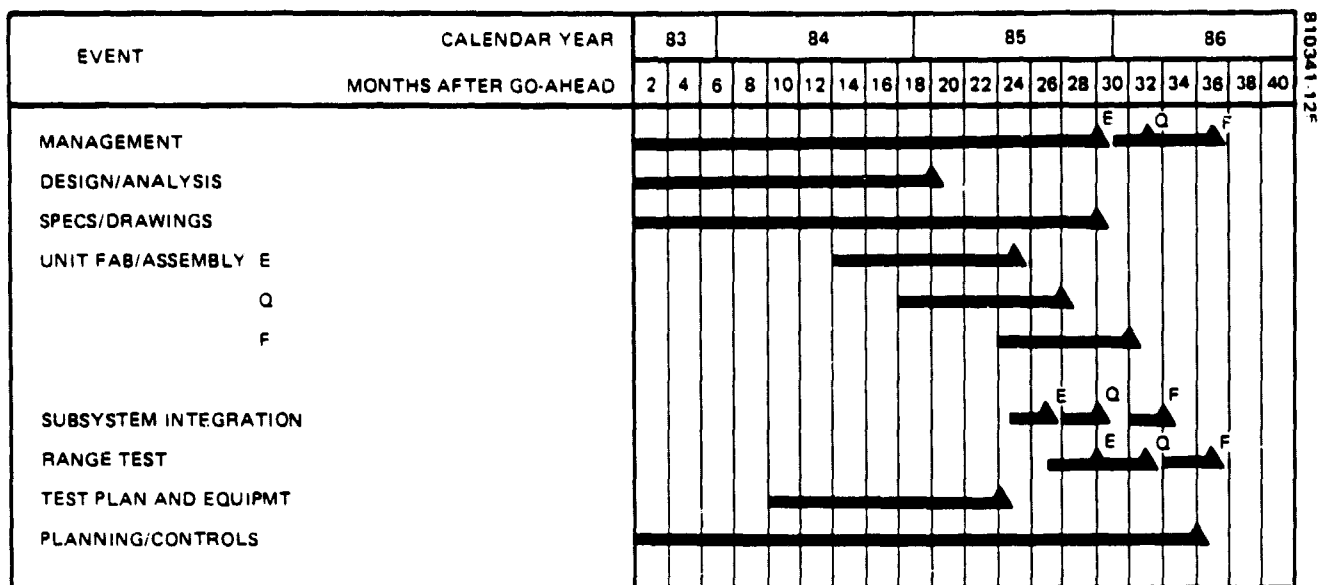 CALENDAR YEAR 83 84 85 86
EVENT
MONTHS AFTER GO-AHEAD 2 4 6 8 10 12 14 16 18 20 22 24 26 28 30 32 34 36 38 40
E Q F
MANAGEMENT
DESIGN/ANALYSIS
SPECS/DRAWINGS
UNIT FAB/ASSEMBLY E
Q
F
E Q F
SUBSYSTEM INTEGRATION
E Q F
RANGE TEST
TEST PLAN AND EQUIPMT
PLANNING/CONTROLS